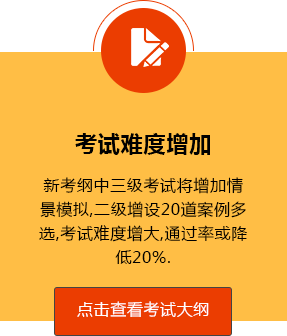 考试难度增加
新考纲中三级考试将增加情
景模拟,二级增设20道案例多
选,考试难度增大,通过率或降
低20%.
点击查看考试大纲